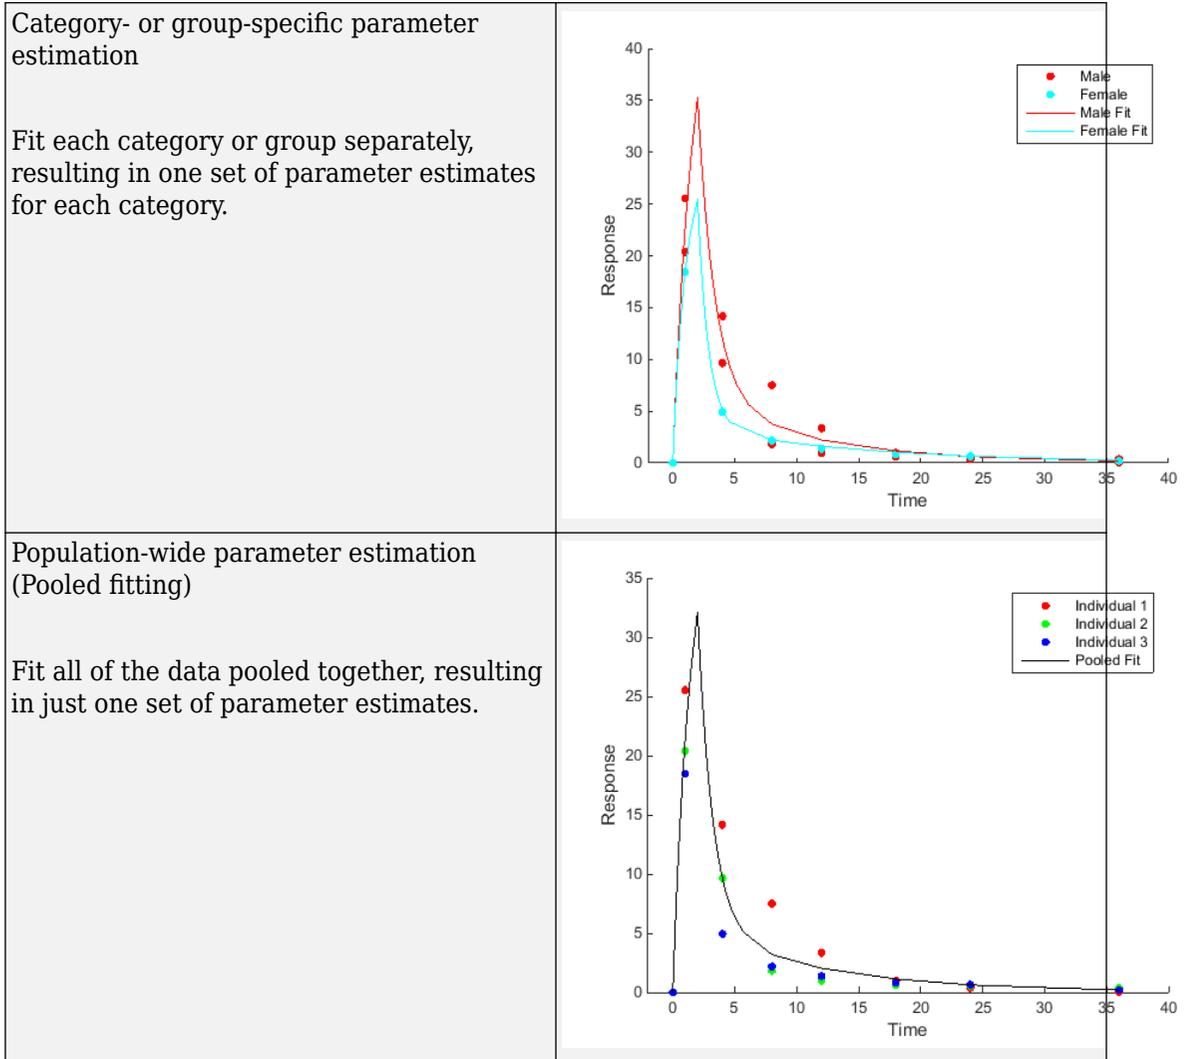 Category- or group-specific parameter
estimation
Fit each category or group separately,
resulting in one set of parameter estimates
for each category.
40
35
30
25
20
15
10
5
0
Response
0 5 10 15 20 25 30 35 40
Time
Male
Female
Male Fit
Female Fit
Population-wide parameter estimation
(Pooled fitting)
Fit all of the data pooled together, resulting
in just one set of parameter estimates.
35
30
25
20
15
10
5
0
Response
0 5 10 15 20 25 30 35 40
Time
Individual 1
Individual 2
Individual 3
Pooled Fit